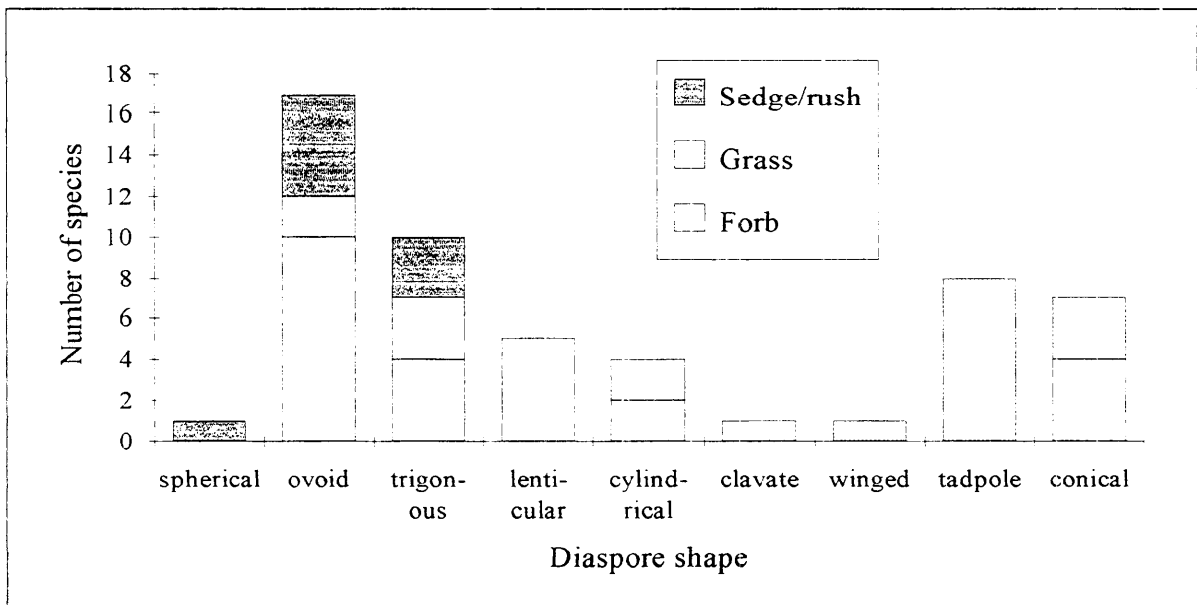 Number of species
18
16
14
12
10
8
6
4
2
0
Sedge/rush
Grass
Forb
spherical
ovoid
trigon-
ous
lenti-
cular
cylind-
rical
clavate
winged
tadpole
conical
Diaspore shape